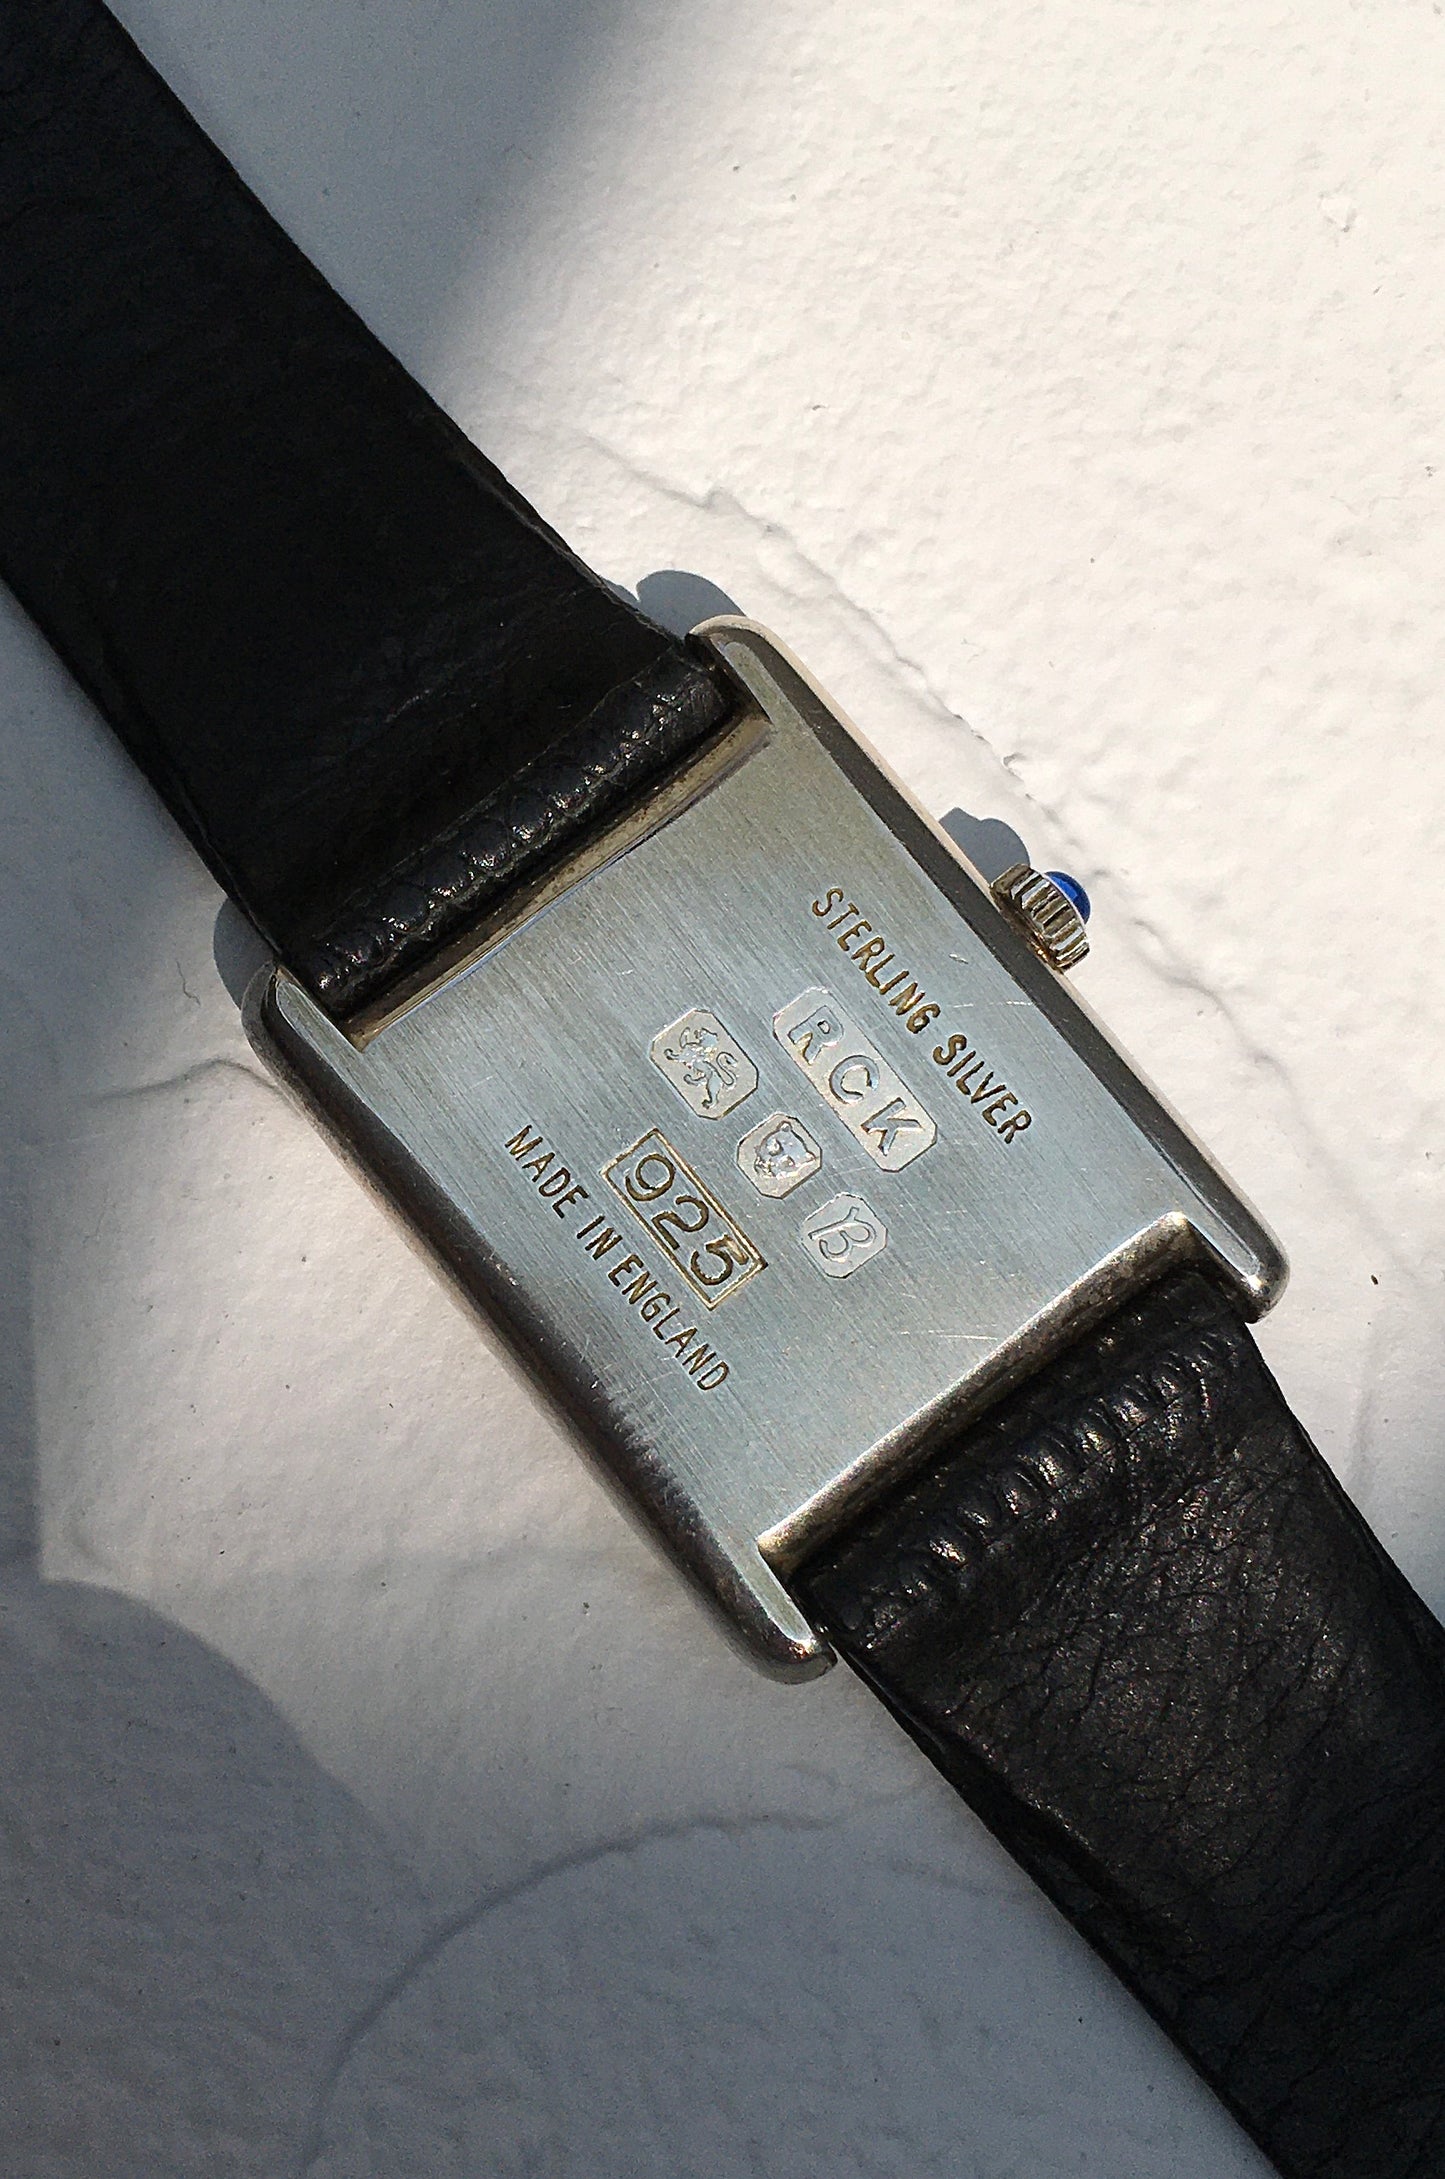 STERLING SILVER
RCK
B
925
MADE IN ENGLAND